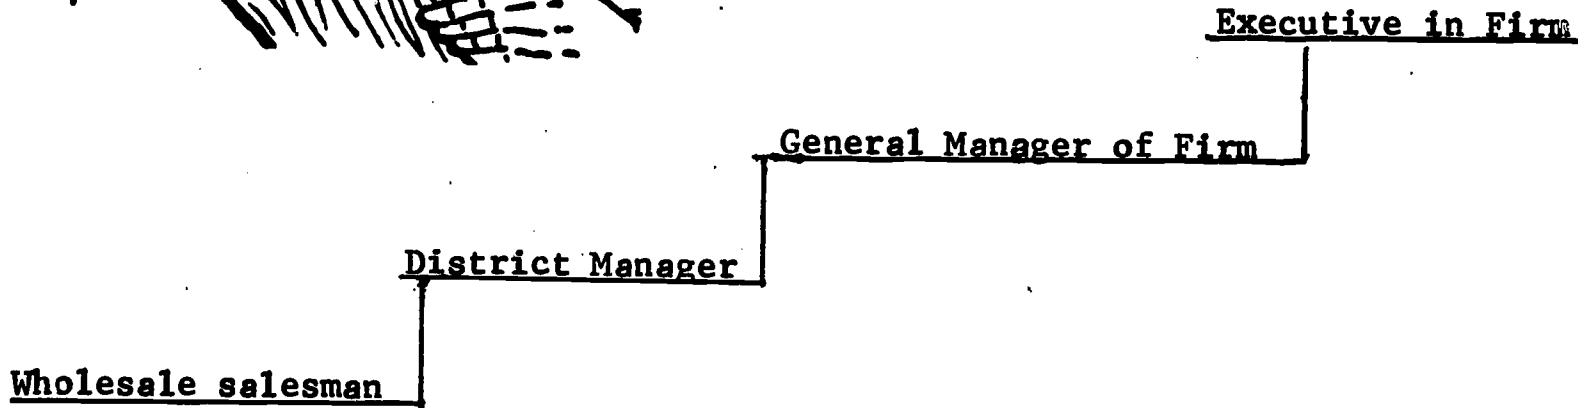 Executive in Firm
General Manager of Firm
District Manager
Wholesale salesman